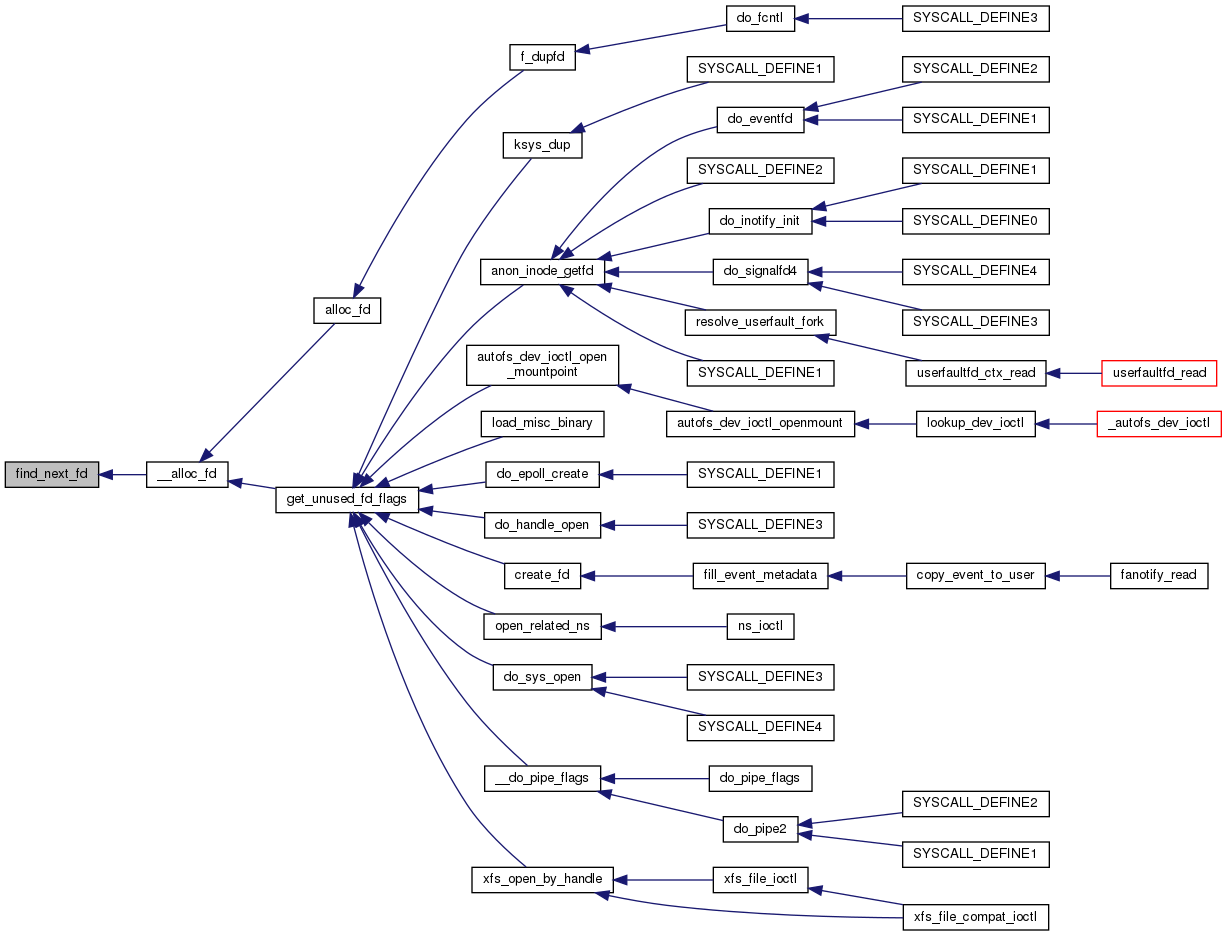 do_fcntl
SYSCALL_DEFINE3
f_dupfd
SYSCALL_DEFINE1
SYSCALL_DEFINE2
do_eventfd
SYSCALL_DEFINE1
ksys_dup
SYSCALL_DEFINE2
SYSCALL_DEFINE1
do_inotify_init
SYSCALL_DEFINE0
anon_inode_getfd
do_signalfd4
SYSCALL_DEFINE4
alloc_fd
resolve_userfault_fork
SYSCALL_DEFINE3
autofs_dev_ioctl_open
_mountpoint
SYSCALL_DEFINE1
userfaultfd_ctx_read
userfaultfd_read
load_misc_binary
autofs_dev_ioctl_openmount
lookup_dev_ioctl
_autofs_dev_ioctl
find_next_fd
__alloc_fd
do_epoll_create
SYSCALL_DEFINE1
get_unused_fd_flags
do_handle_open
SYSCALL_DEFINE3
create_fd
fill_event_metadata
copy_event_to_user
fanotify_read
open_related_ns
ns_ioctl
do_sys_open
SYSCALL_DEFINE3
SYSCALL_DEFINE4
__do_pipe_flags
do_pipe_flags
SYSCALL_DEFINE2
do_pipe2
SYSCALL_DEFINE1
xfs_open_by_handle
xfs_file_ioctl
xfs_file_compat_ioctl